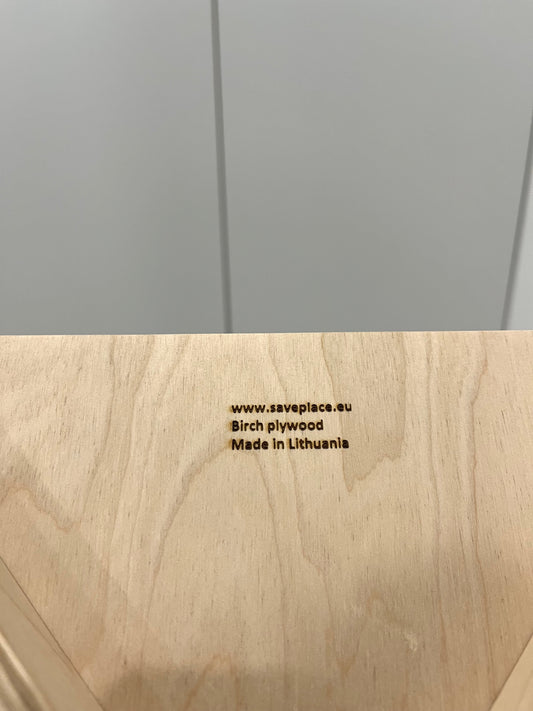 www.saveplace.eu
Birch plywood
Made in Lithuania